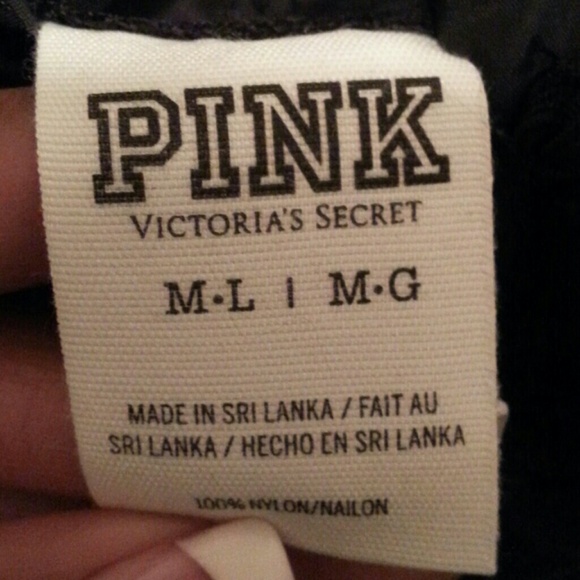 PINK
VICTORIA'S SECRET
M•L | M•G
MADE IN SRI LANKA / FAIT AU
SRI LANKA / HECHO EN SRI LANKA
100% NYLON/NAILON